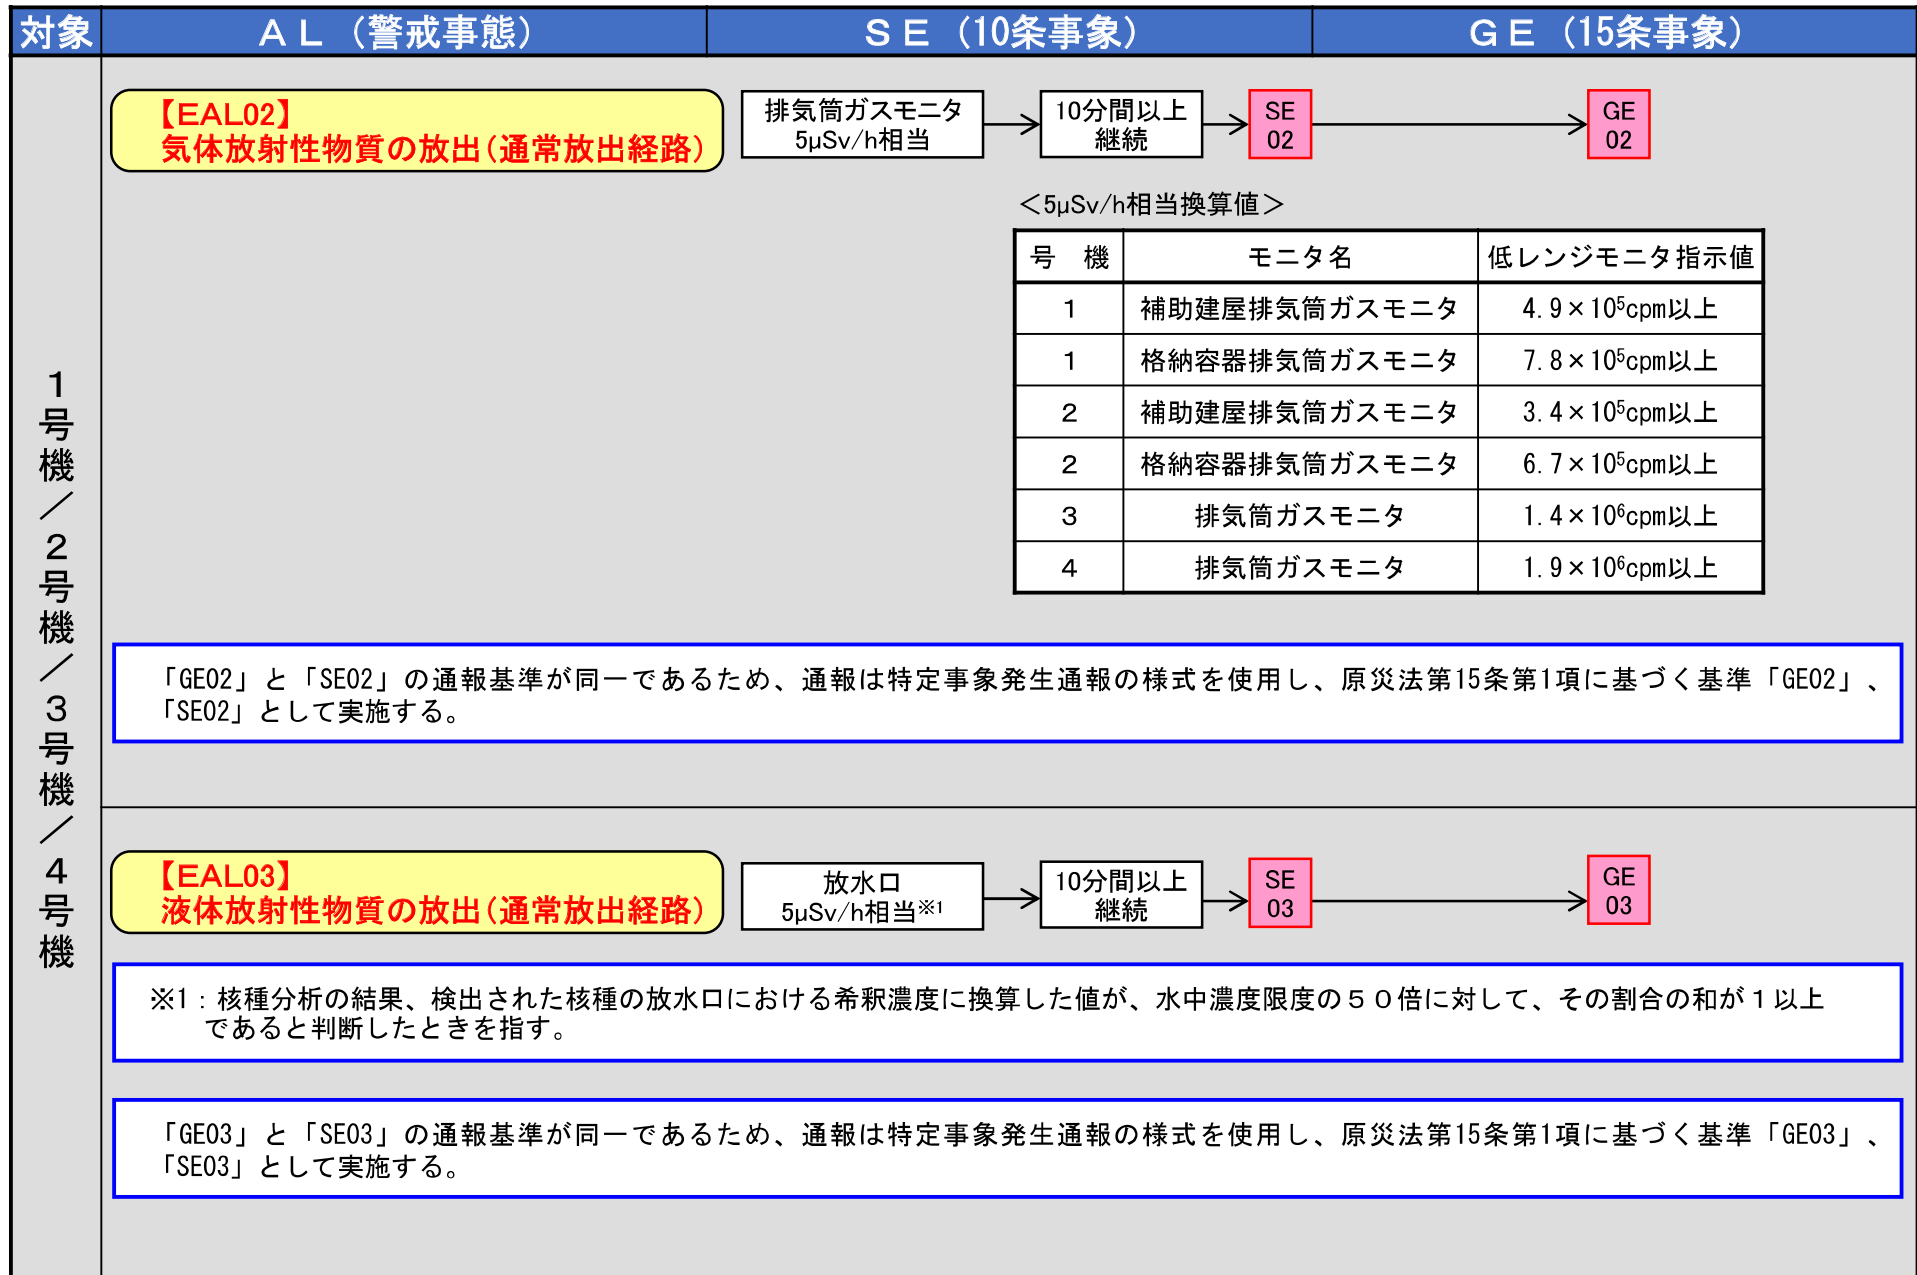 対象 ＡＬ（警戒事態） ＳＥ（10条事象） ＧＥ（15条事象）
1号機／2号機／3号機／4号機
【EAL02】
気体放射性物質の放出（通常放出経路）
排気筒ガスモニタ
5μSv/h相当
10分間以上
継続
SE
02
GE
02
＜5μSv/h相当換算値＞
号　機 モニタ名 低レンジモニタ指示値
1 補助建屋排気筒ガスモニタ 4.9×10⁵cpm以上
1 格納容器排気筒ガスモニタ 7.8×10⁵cpm以上
2 補助建屋排気筒ガスモニタ 3.4×10⁵cpm以上
2 格納容器排気筒ガスモニタ 6.7×10⁵cpm以上
3 排気筒ガスモニタ 1.4×10⁶cpm以上
4 排気筒ガスモニタ 1.9×10⁶cpm以上
「GE02」と「SE02」の通報基準が同一であるため、通報は特定事象発生通報の様式を使用し、原災法第15条第1項に基づく基準「GE02」、
「SE02」として実施する。
【EAL03】
液体放射性物質の放出（通常放出経路）
放水口
5μSv/h相当※1
10分間以上
継続
SE
03
GE
03
※1：核種分析の結果、検出された核種の放水口における希釈濃度に換算した値が、水中濃度限度の５０倍に対して、その割合の和が１以上
であると判断したときを指す。
「GE03」と「SE03」の通報基準が同一であるため、通報は特定事象発生通報の様式を使用し、原災法第15条第1項に基づく基準「GE03」、
「SE03」として実施する。